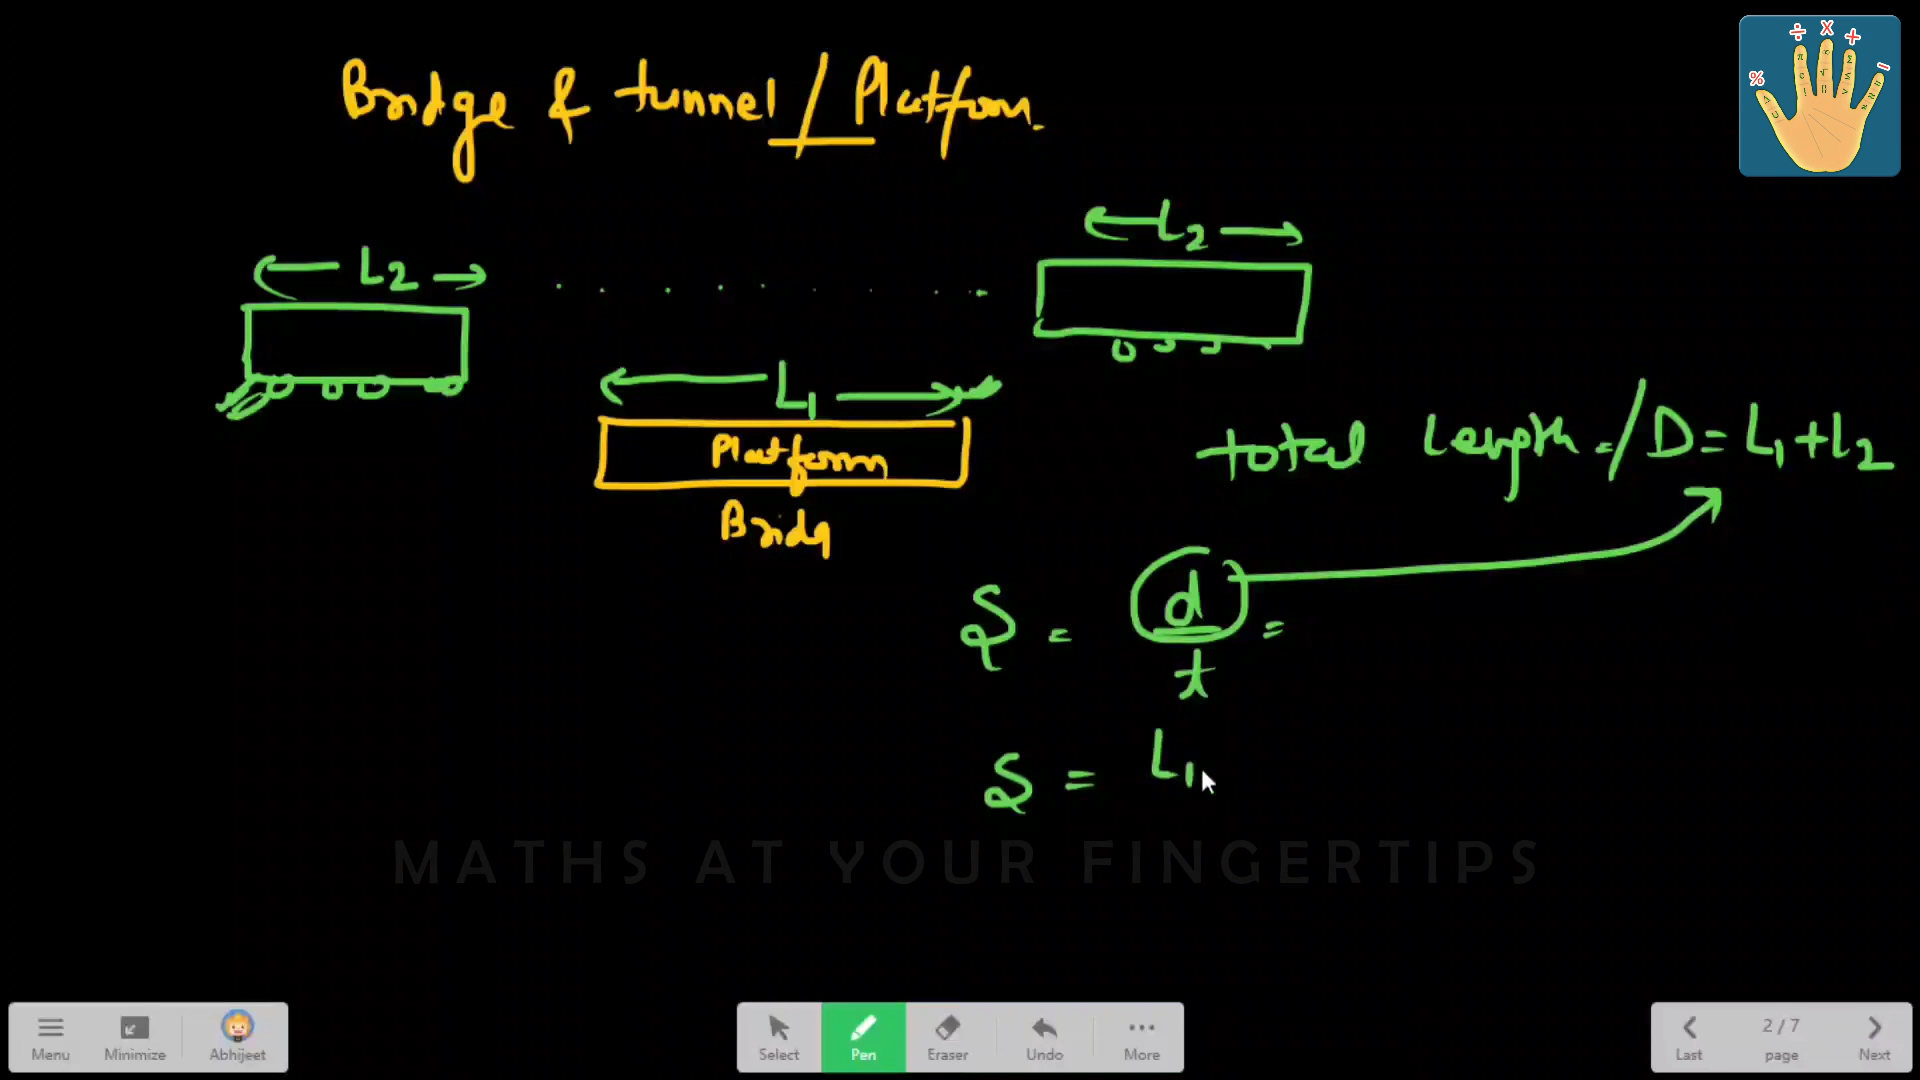 Bridge & tunnel / Platform.
÷ x +
% -
L2
L2
L1
Platform
Bridg
total length = / D = L1 + L2
S = d/t =
S = L1
MATHS AT YOUR FINGERTIPS
Menu Minimize Abhijeet
Select Pen Eraser Undo More
Last 2 / 7 page Next